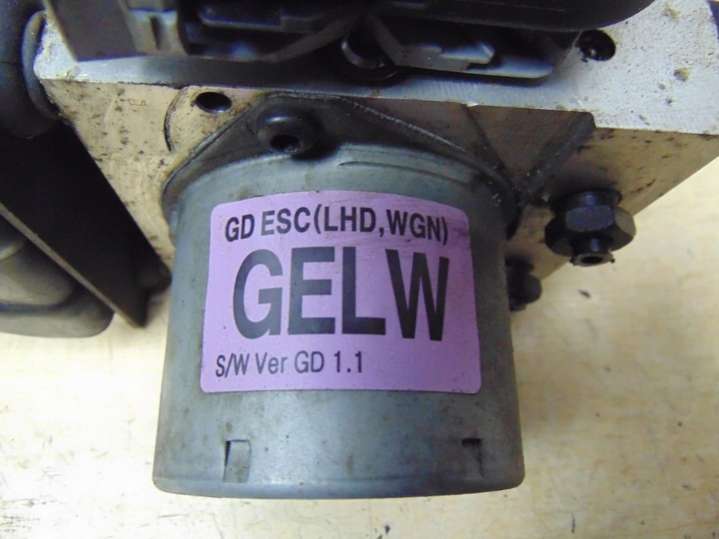 GD ESC(LHD,WGN)
GELW
S/W Ver GD 1.1